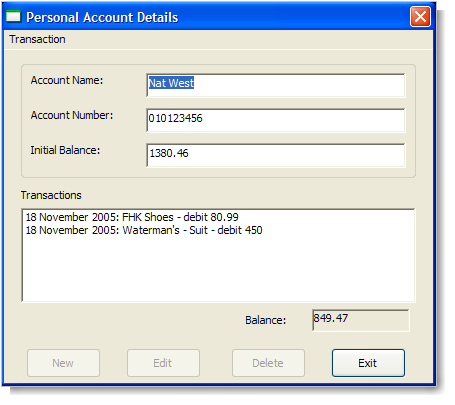 Personal Account Details
Transaction
Account Name: Nat West
Account Number: 010123456
Initial Balance: 1380.46
Transactions
18 November 2005: FHK Shoes - debit 80.99
18 November 2005: Waterman's - Suit - debit 450
Balance: 849.47
New Edit Delete Exit